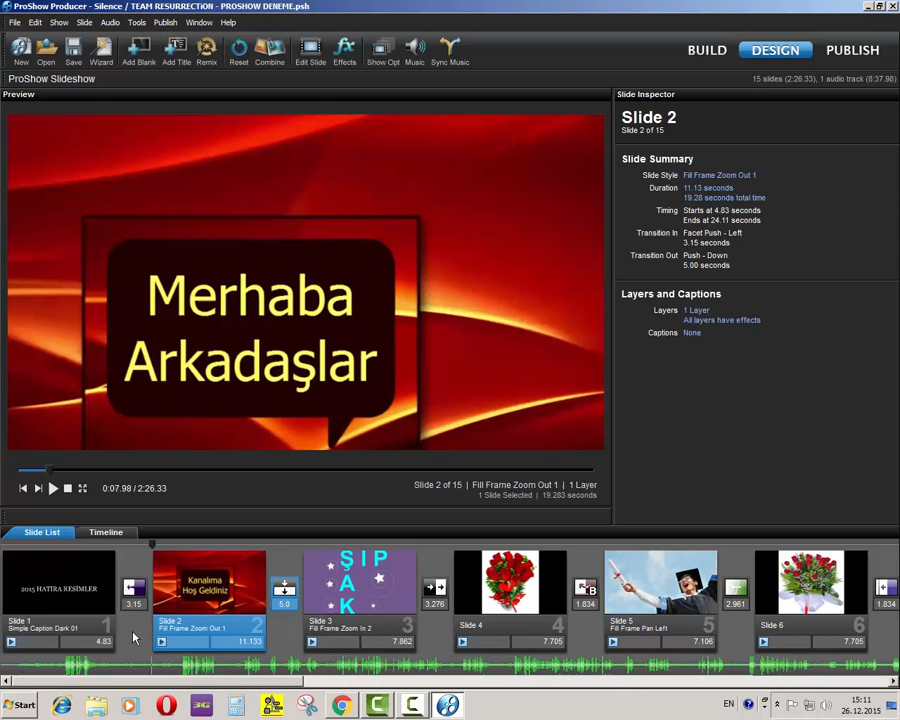 ProShow Producer - Silence / TEAM RESURRECTiON - PROSHOW DENEME.psh
File Edit Show Slide Audio Tools Publish Window Help
New Open Save Wizard Add Blank Add Title Remix Reset Combine Edit Slide Effects Show Opt Music Sync Music
BUILD DESIGN PUBLISH
ProShow Slideshow
15 slides (2:26.33), 1 audio track (8:37.98)
Preview
Merhaba
Arkadaşlar
0:07.98 / 2:26.33
Slide 2 of 15 | Fill Frame Zoom Out 1 | 1 Layer
1 Slide Selected | 19.283 seconds
Slide Inspector
Slide 2
Slide 2 of 15
Slide Summary
Slide Style Fill Frame Zoom Out 1
Duration 11.13 seconds
19.28 seconds total time
Timing Starts at 4.83 seconds
Ends at 24.11 seconds
Transition In Facet Push - Left
3.15 seconds
Transition Out Push - Down
5.00 seconds
Layers and Captions
Layers 1 Layer
All layers have effects
Captions None
Slide List Timeline
2015 HATIRA RESİMLER
Slide 1
Simple Caption Dark 01
1
4.83
3.15
Kanalıma
Hoş Geldiniz
Slide 2
Fill Frame Zoom Out 1
2
11.133
5.0
ŞIP
A
K
Slide 3
Fill Frame Zoom In 2
3
7.862
3.276
Slide 4
4
7.705
B
1.834
Slide 5
Fill Frame Pan Left
5
7.106
2.961
Slide 6
6
7.705
1.834
Start
3G
EN
15:11
26.12.2015